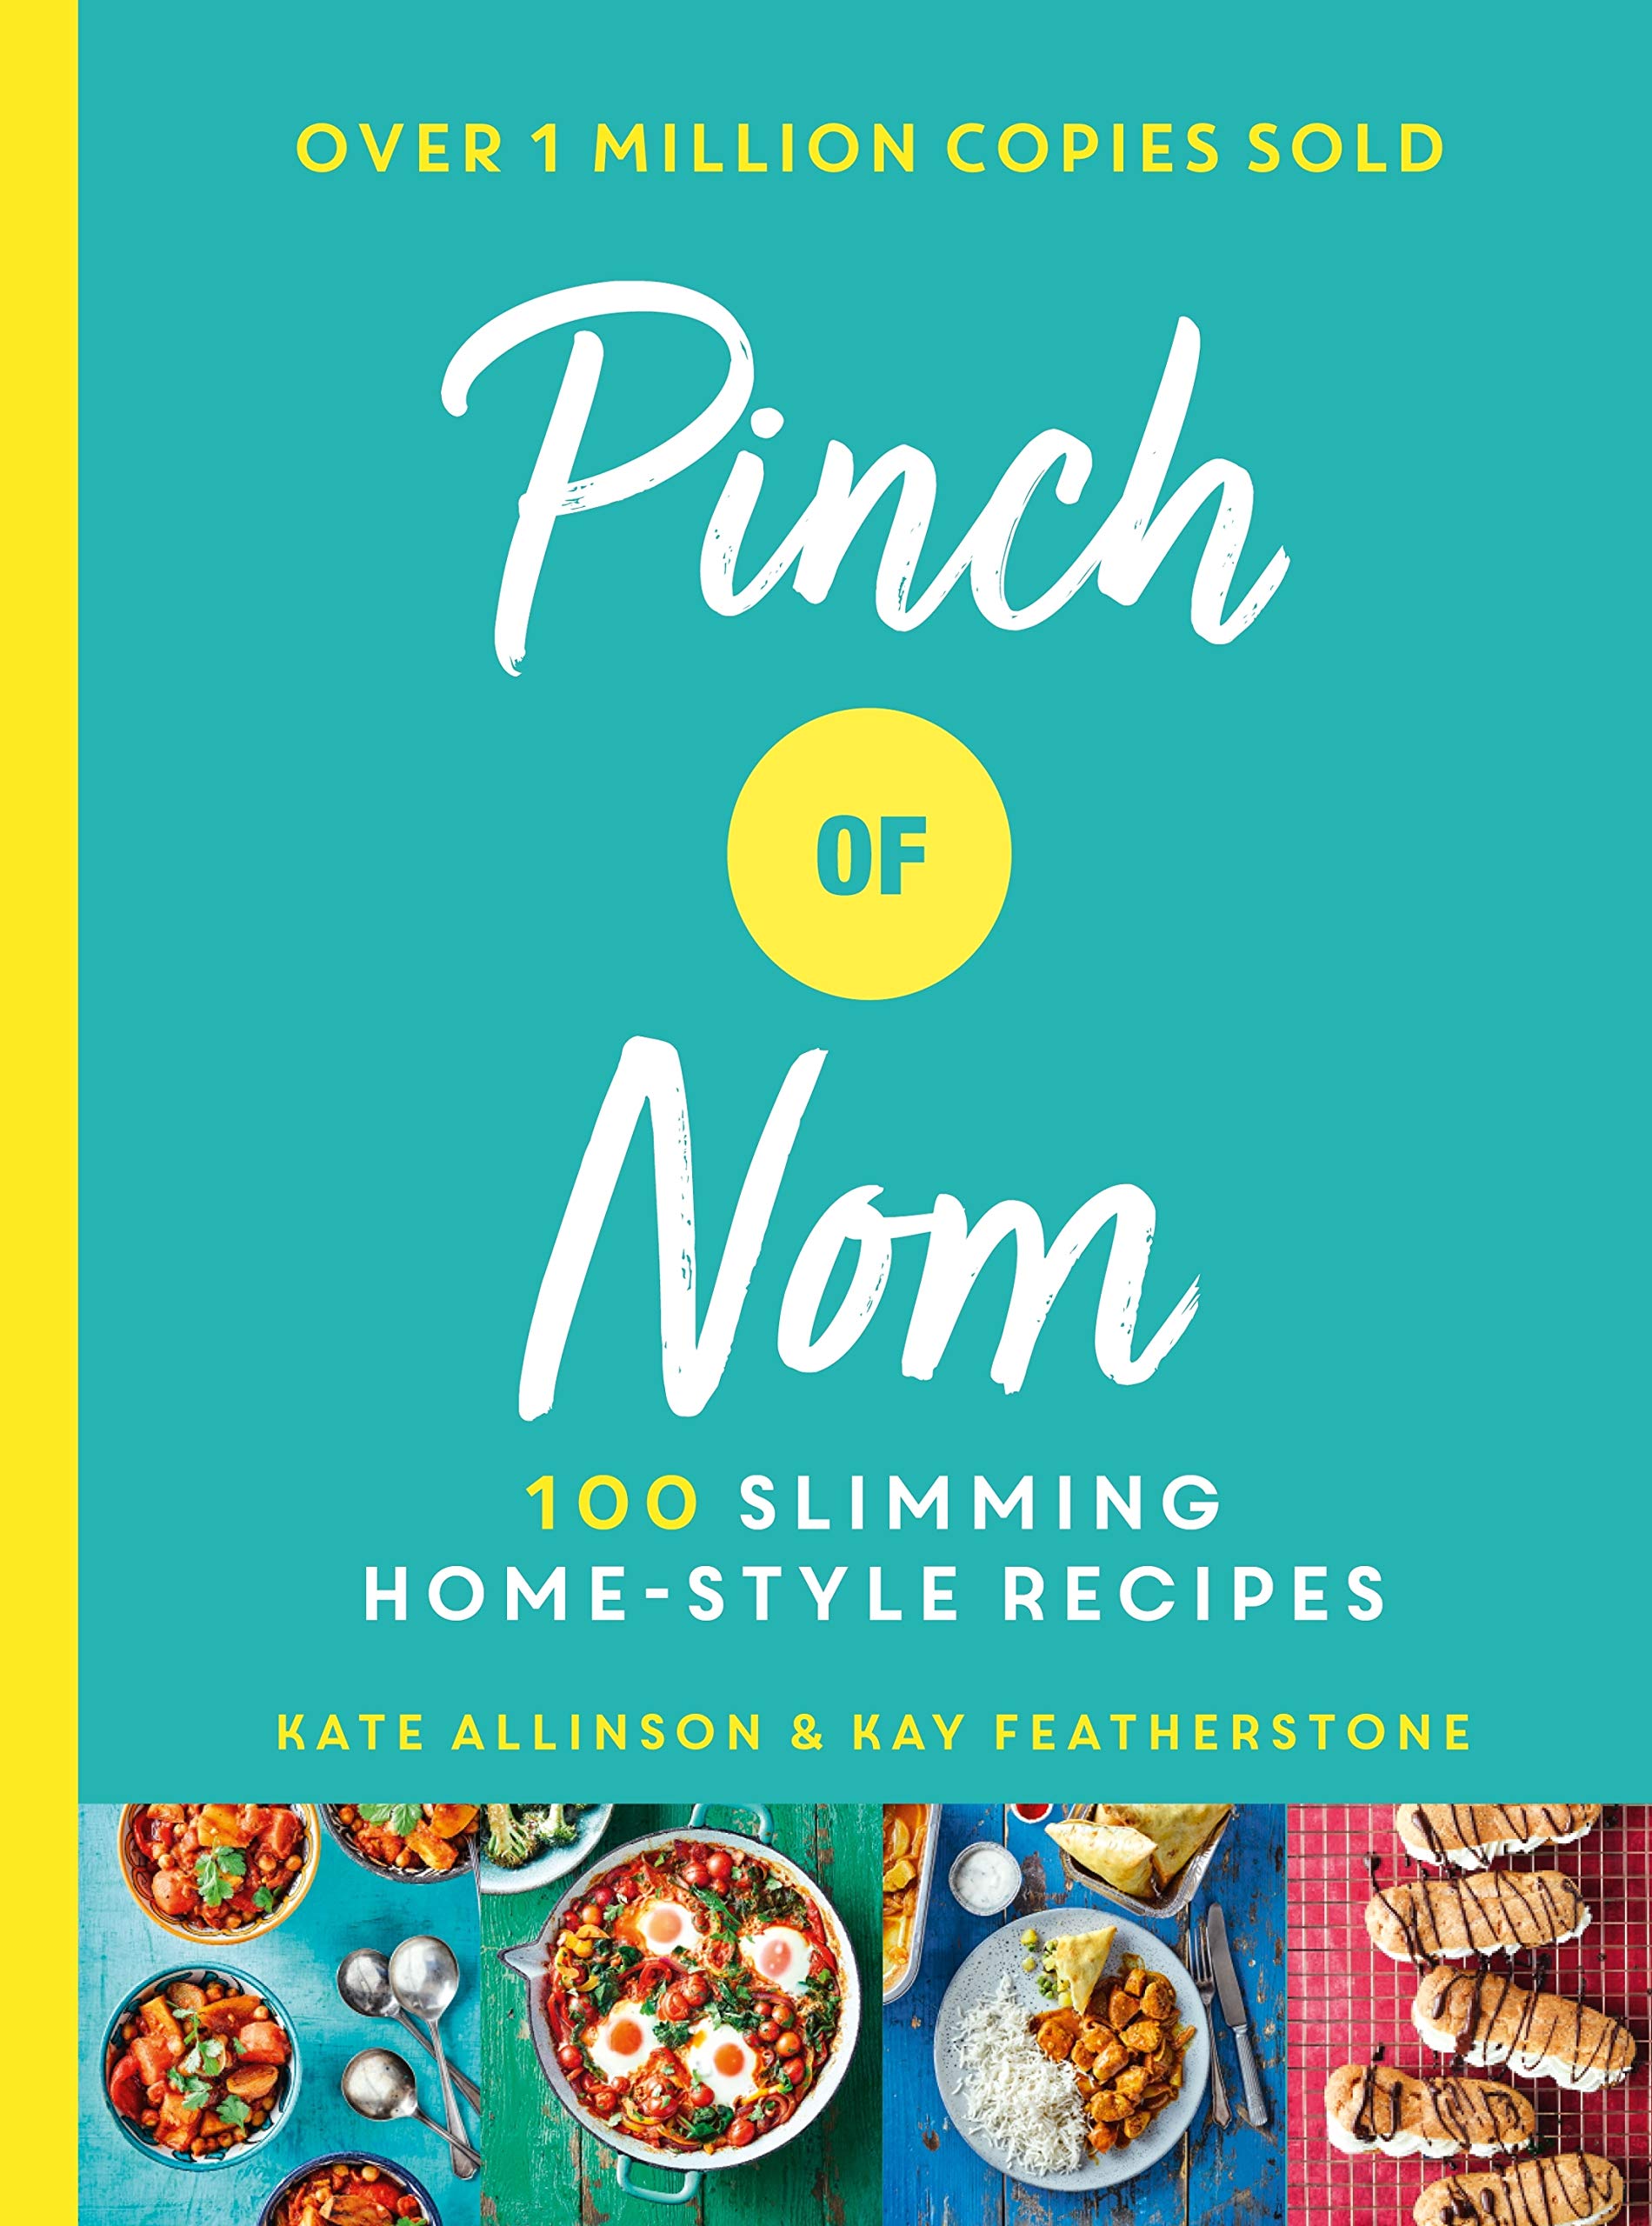 OVER 1 MILLION COPIES SOLD
Pinch
OF
Nom
100 SLIMMING
HOME-STYLE RECIPES
KATE ALLINSON & KAY FEATHERSTONE